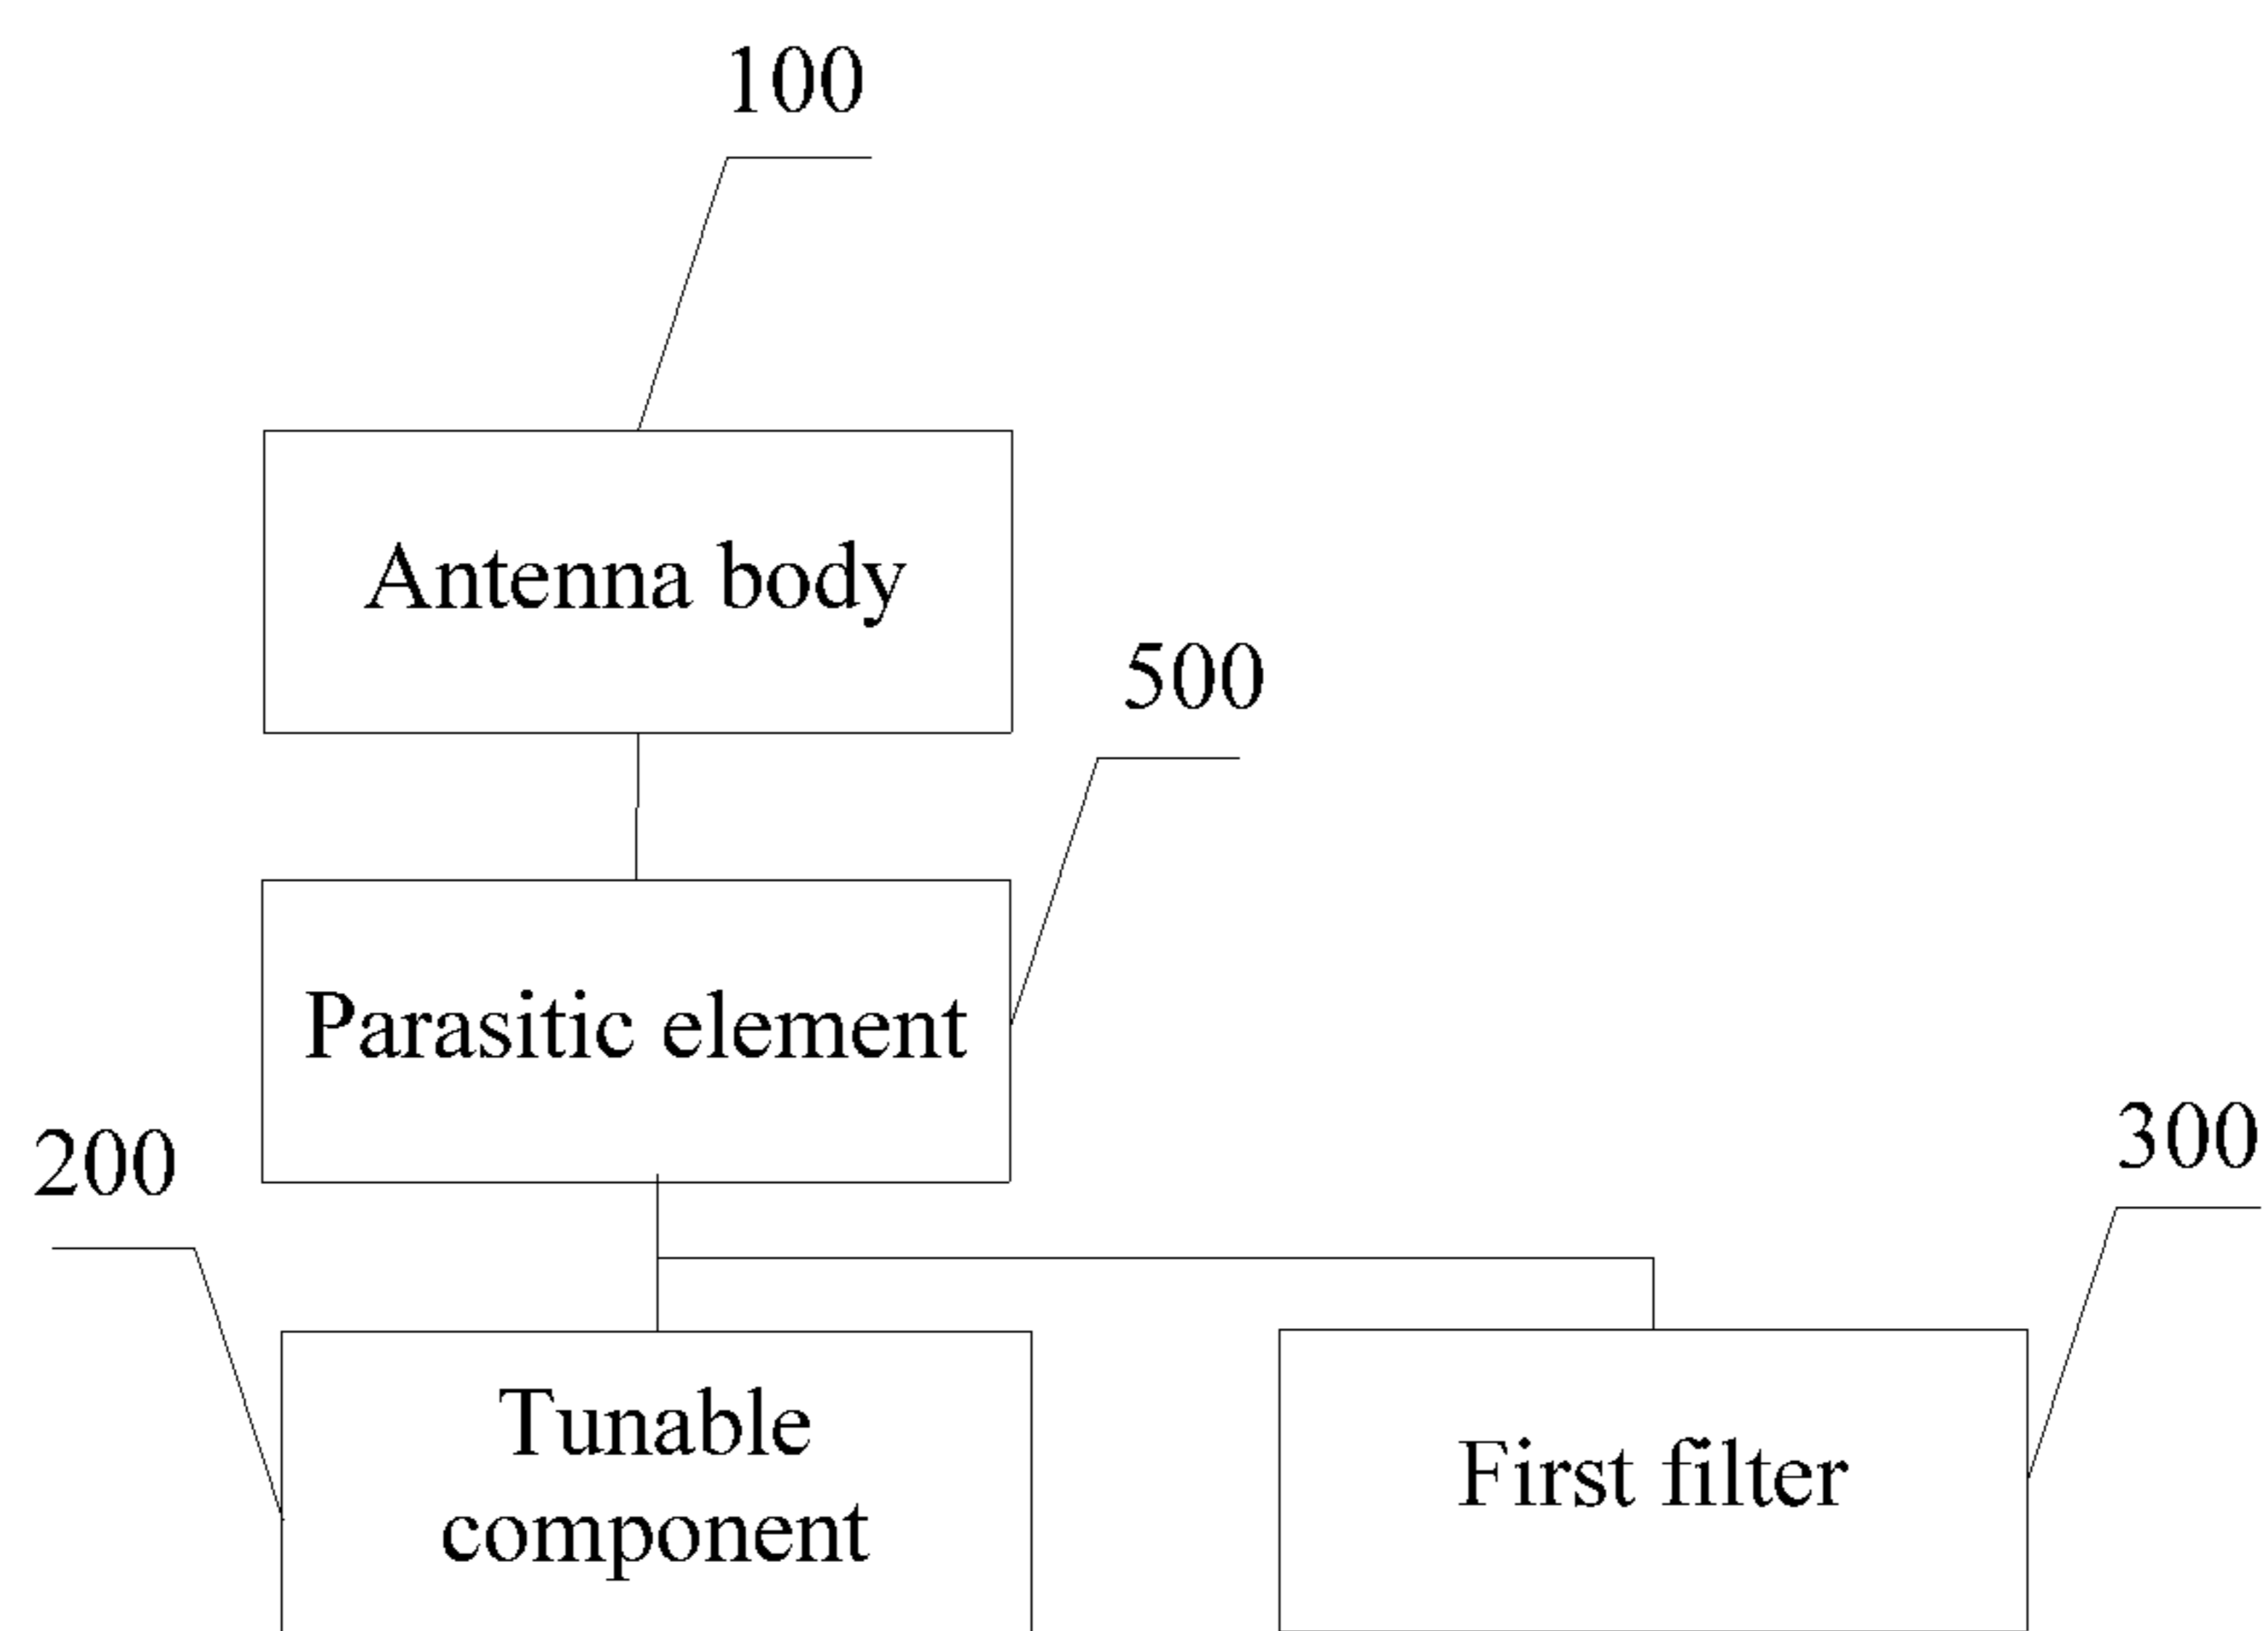 100
Antenna body
500
Parasitic element
200
300
Tunable
component
First filter